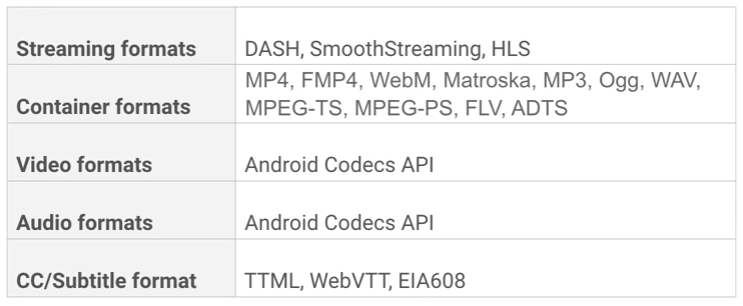 Streaming formats DASH, SmoothStreaming, HLS
MP4, FMP4, WebM, Matroska, MP3, Ogg, WAV,
Container formats MPEG-TS, MPEG-PS, FLV, ADTS
Video formats Android Codecs API
Audio formats Android Codecs API
CC/Subtitle format TTML, WebVTT, EIA608